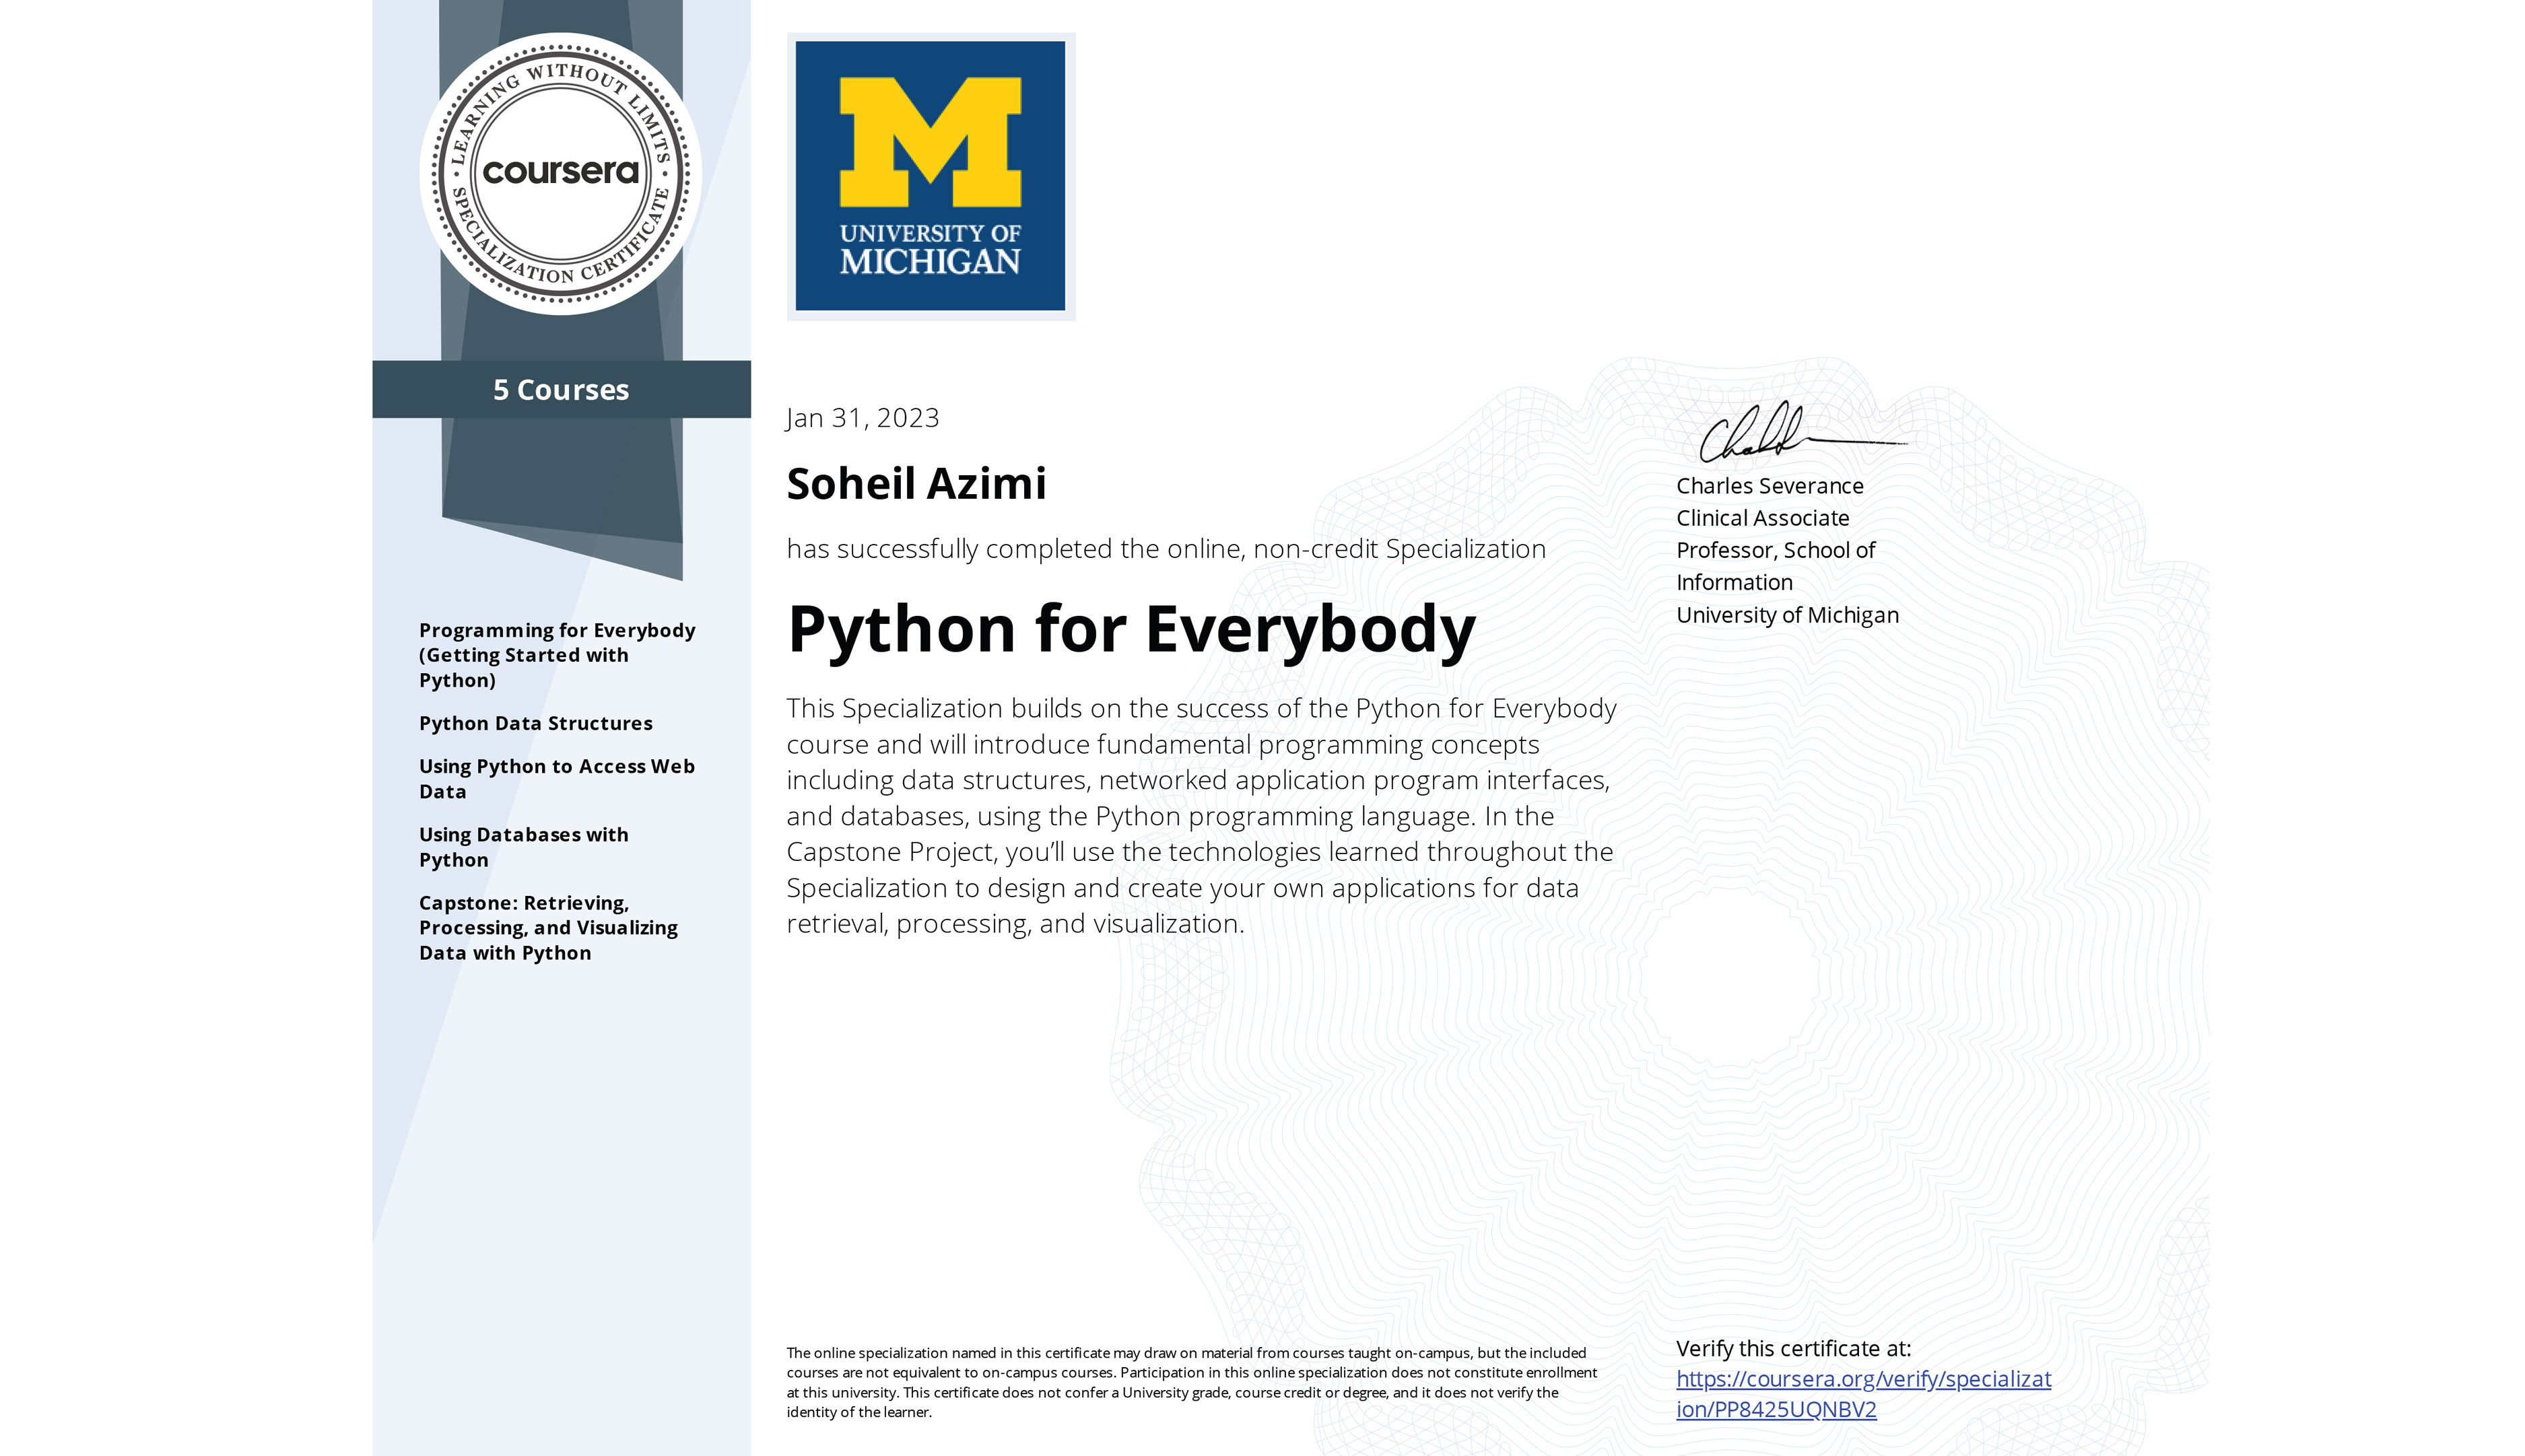 LEARNING WITHOUT LIMITS
coursera
SPECIALIZATION CERTIFICATE
5 Courses
Programming for Everybody
(Getting Started with
Python)
Python Data Structures
Using Python to Access Web
Data
Using Databases with
Python
Capstone: Retrieving,
Processing, and Visualizing
Data with Python
M
UNIVERSITY OF
MICHIGAN
Jan 31, 2023
Soheil Azimi
has successfully completed the online, non-credit Specialization
Python for Everybody
This Specialization builds on the success of the Python for Everybody
course and will introduce fundamental programming concepts
including data structures, networked application program interfaces,
and databases, using the Python programming language. In the
Capstone Project, you’ll use the technologies learned throughout the
Specialization to design and create your own applications for data
retrieval, processing, and visualization.
Charles Severance
Clinical Associate
Professor, School of
Information
University of Michigan
The online specialization named in this certificate may draw on material from courses taught on-campus, but the included
courses are not equivalent to on-campus courses. Participation in this online specialization does not constitute enrollment
at this university. This certificate does not confer a University grade, course credit or degree, and it does not verify the
identity of the learner.
Verify this certificate at:
https://coursera.org/verify/specializat
ion/PP8425UQNBV2